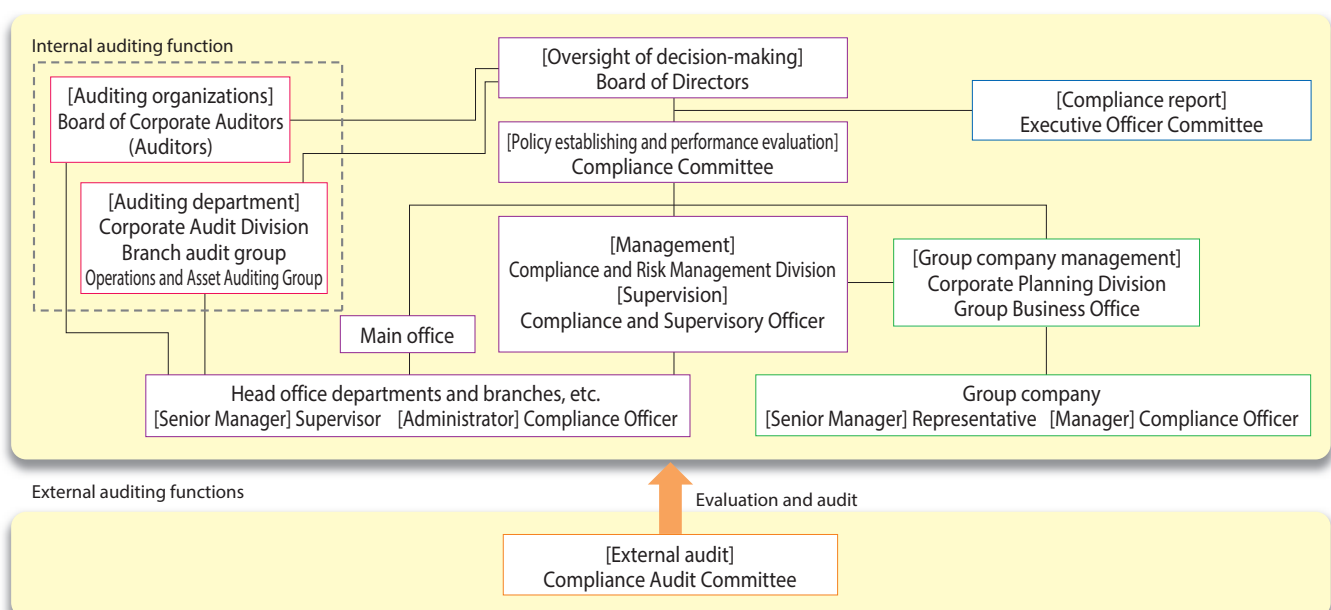 Internal auditing function
[Auditing organizations]
Board of Corporate Auditors
(Auditors)
[Auditing department]
Corporate Audit Division
Branch audit group
Operations and Asset Auditing Group
[Oversight of decision-making]
Board of Directors
[Compliance report]
Executive Officer Committee
[Policy establishing and performance evaluation]
Compliance Committee
[Management]
Compliance and Risk Management Division
[Supervision]
Compliance and Supervisory Officer
[Group company management]
Corporate Planning Division
Group Business Office
Main office
Head office departments and branches, etc.
[Senior Manager] Supervisor [Administrator] Compliance Officer
Group company
[Senior Manager] Representative [Manager] Compliance Officer
External auditing functions
Evaluation and audit
[External audit]
Compliance Audit Committee